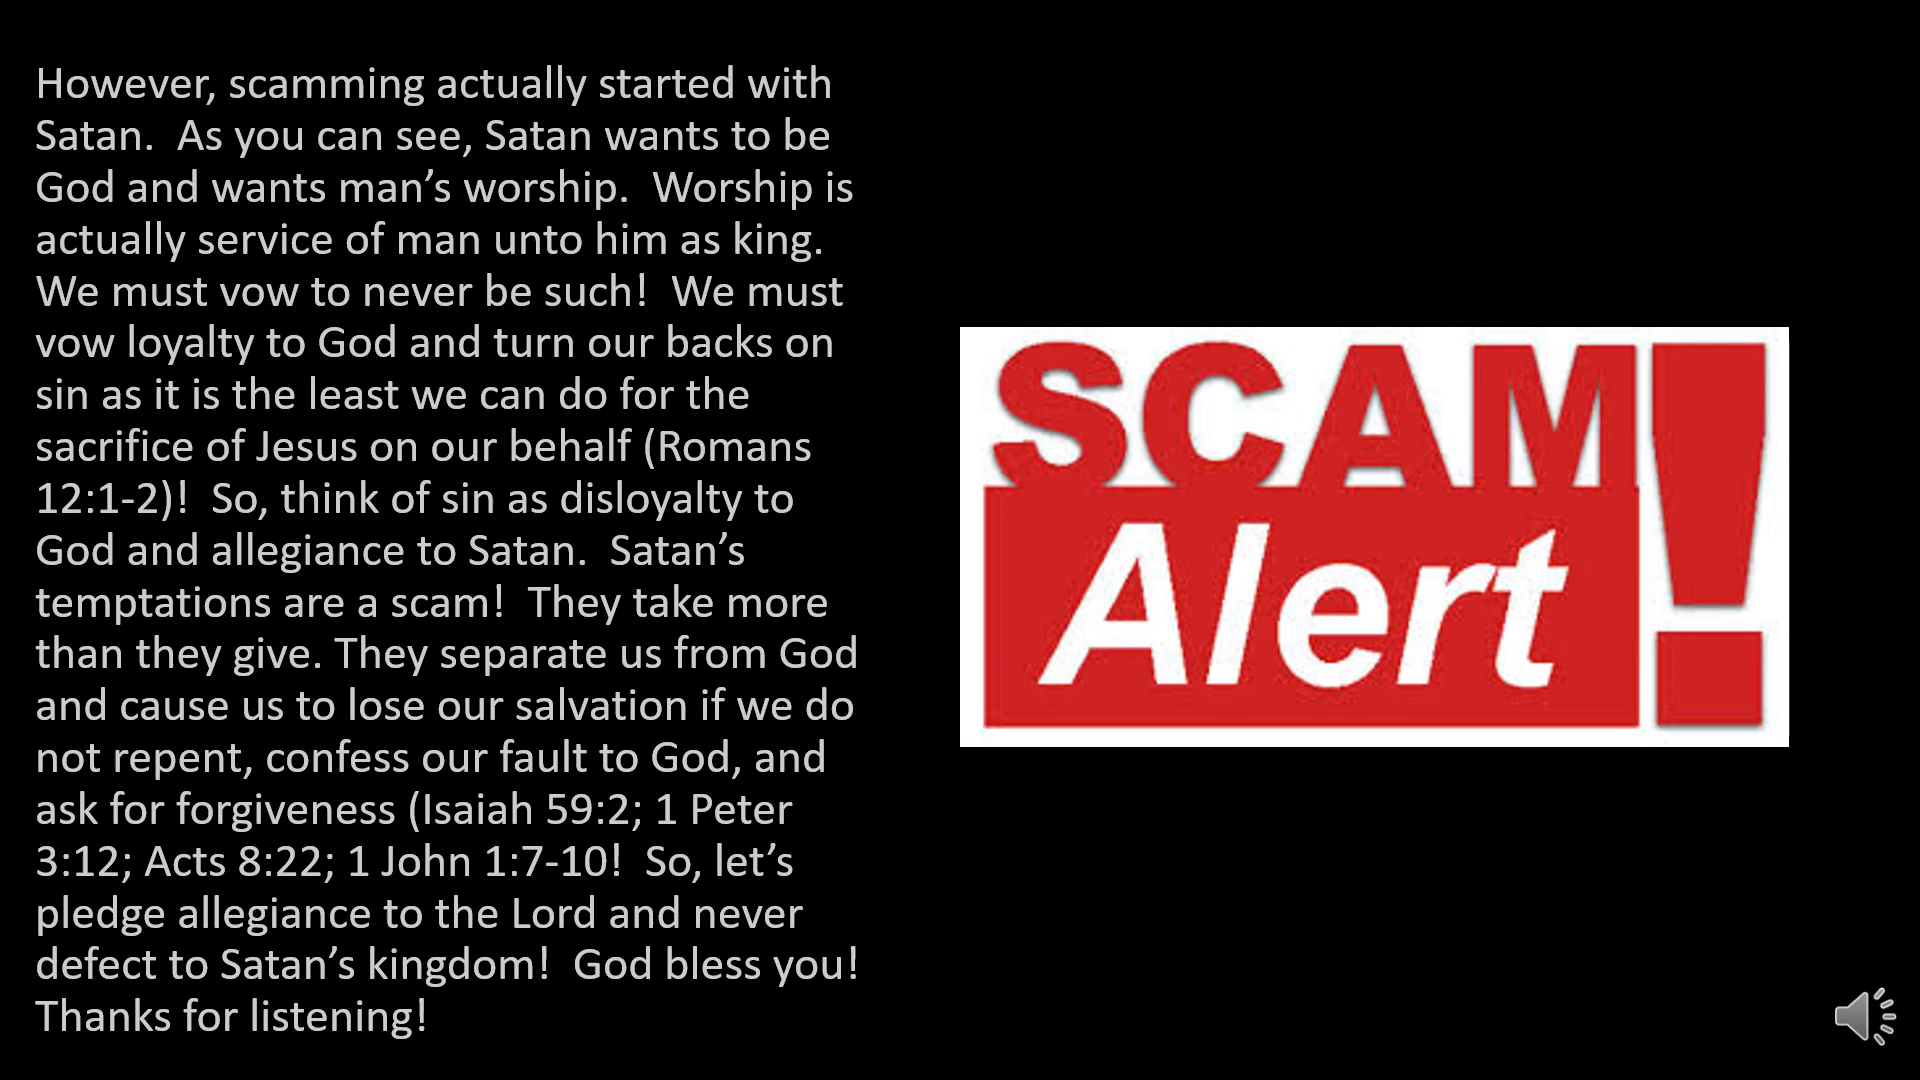 However, scamming actually started with
Satan.  As you can see, Satan wants to be
God and wants man’s worship.  Worship is
actually service of man unto him as king.
We must vow to never be such!  We must
vow loyalty to God and turn our backs on
sin as it is the least we can do for the
sacrifice of Jesus on our behalf (Romans
12:1-2)!  So, think of sin as disloyalty to
God and allegiance to Satan.  Satan’s
temptations are a scam!  They take more
than they give. They separate us from God
and cause us to lose our salvation if we do
not repent, confess our fault to God, and
ask for forgiveness (Isaiah 59:2; 1 Peter
3:12; Acts 8:22; 1 John 1:7-10!  So, let’s
pledge allegiance to the Lord and never
defect to Satan’s kingdom!  God bless you!
Thanks for listening!
SCAM!
Alert